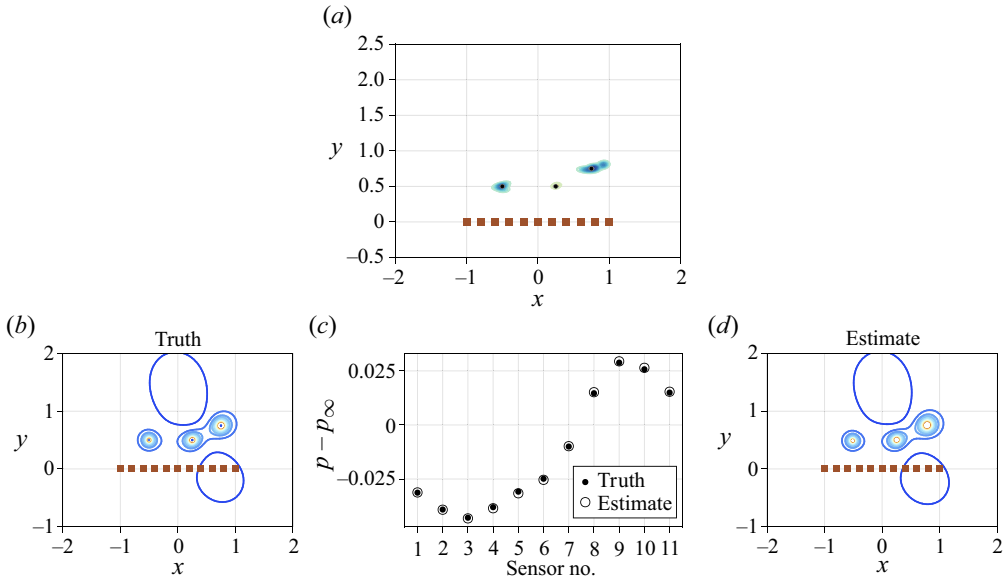 (a)
2.5
2.0
1.5
y
1.0
0.5
0
–0.5
–2
–1
0
1
2
x
(b)
(c)
(d)
Truth
Estimate
2
1
y
0
–1
–2
–1
0
1
2
x
0.025
0
–0.025
p – p∞
Truth
Estimate
1 2 3 4 5 6 7 8 9 10 11
Sensor no.
2
1
y
0
–1
–2
–1
0
1
2
x